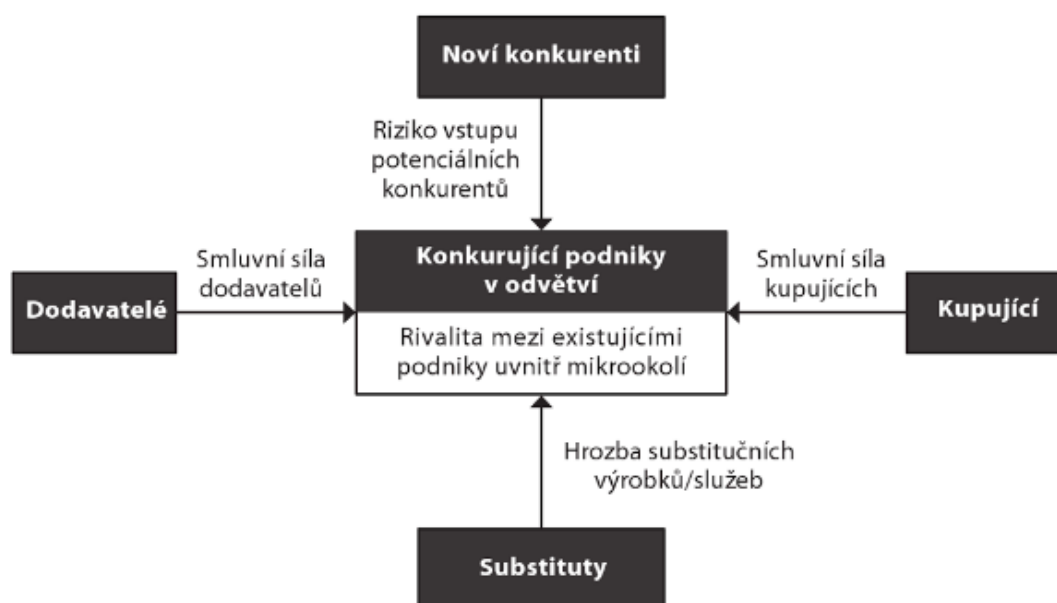 Noví konkurenti
Riziko vstupu
potenciálních
konkurentů
Konkurující podniky
v odvětví
Smluvní síla
dodavatelů
Smluvní síla
kupujících
Dodavatelé
Kupující
Rivalita mezi existujícími
podniky uvnitř mikrookolí
Hrozba substitučních
výrobků/služeb
Substituty